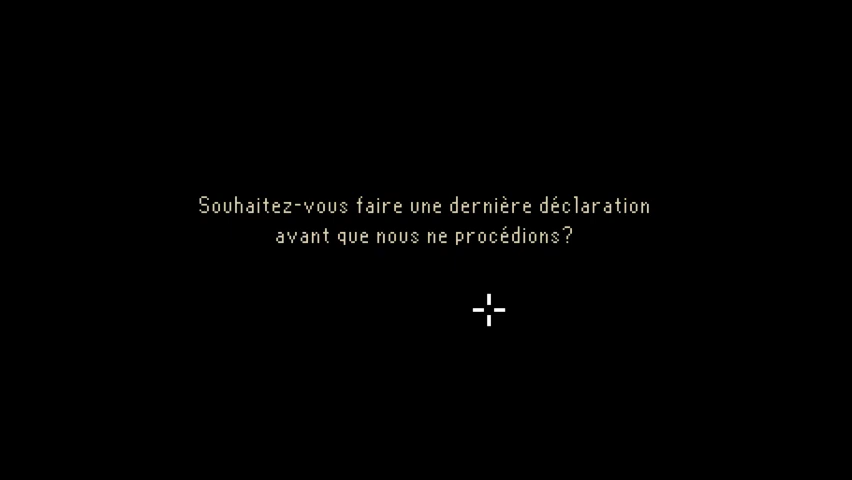 Souhaitez-vous faire une dernière déclaration
avant que nous ne procédions?